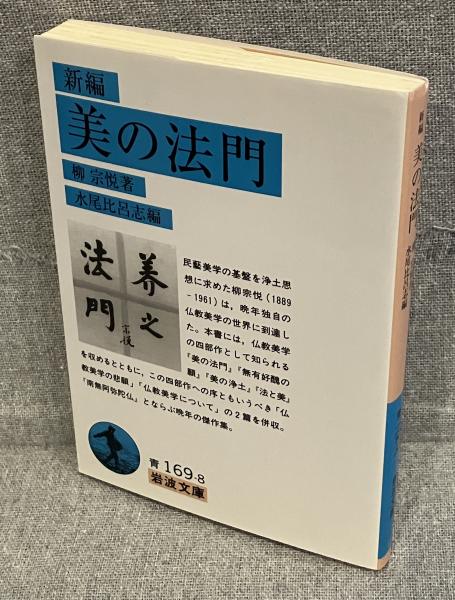 新編
美の法門
柳 宗悦著
水尾比呂志編
美之
法門
宗悦
民藝美学の基盤を浄土思
想に求めた柳宗悦(1889
-1961)は,晩年独自の
仏教美学の世界に到達し
た。本書には,仏教美学
の四部作として知られる
『美の法門』『無有好醜の
願』『美の浄土』『法と美』
を収めるとともに,この四部作への序ともいうべき「仏
教美学の悲願」「仏教美学について」の2篇を併収。
『南無阿弥陀仏』とならぶ晩年の傑作集。
青 169-8
岩波文庫
新編
美の法門
水尾比呂志編